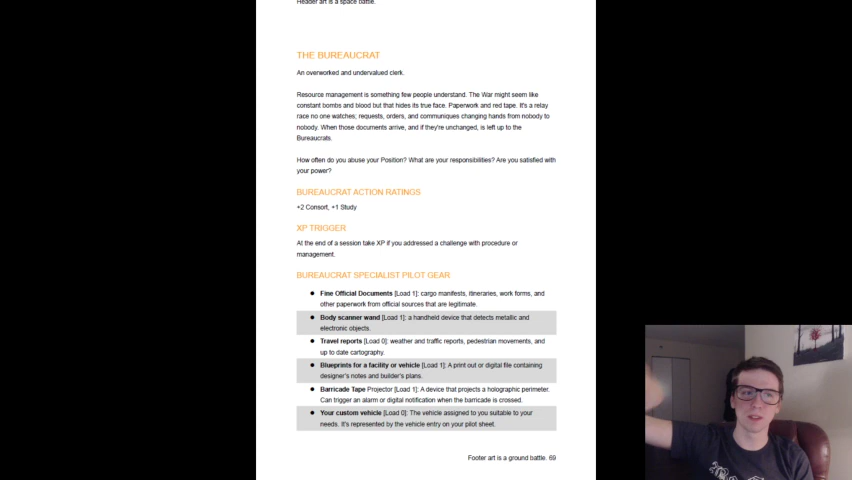 Header art is a space battle.
THE BUREAUCRAT
An overworked and undervalued clerk.
Resource management is something few people understand. The War might seem like
constant bombs and blood but that hides its true face. Paperwork and red tape. It's a relay
race no one watches; requests, orders, and communiques changing hands from nobody to
nobody. When those documents arrive, and if they're unchanged, is left up to the
Bureaucrats.
How often do you abuse your Position? What are your responsibilities? Are you satisfied with
your power?
BUREAUCRAT ACTION RATINGS
+2 Consort, +1 Study
XP TRIGGER
At the end of a session take XP if you addressed a challenge with procedure or
management.
BUREAUCRAT SPECIALIST PILOT GEAR
● Fine Official Documents [Load 1]: cargo manifests, itineraries, work forms, and
other paperwork from official sources that are legitimate.
● Body scanner wand [Load 1]: a handheld device that detects metallic and
electronic objects.
● Travel reports [Load 0]: weather and traffic reports, pedestrian movements, and
up to date cartography.
● Blueprints for a facility or vehicle [Load 1]: A print out or digital file containing
designer's notes and builder's plans.
● Barricade Tape Projector [Load 1]: A device that projects a holographic perimeter.
Can trigger an alarm or digital notification when the barricade is crossed.
● Your custom vehicle [Load 0]: The vehicle assigned to you suitable to your
needs. It's represented by the vehicle entry on your pilot sheet.
Footer art is a ground battle. 69